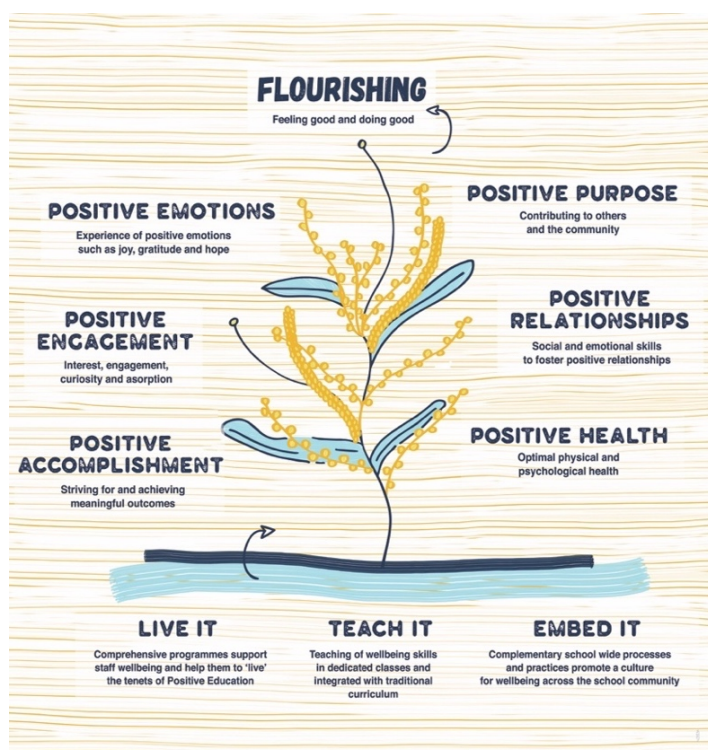 FLOURISHING
Feeling good and doing good
POSITIVE EMOTIONS
Experience of positive emotions
such as joy, gratitude and hope
POSITIVE PURPOSE
Contributing to others
and the community
POSITIVE
ENGAGEMENT
Interest, engagement,
curiosity and asorption
POSITIVE
RELATIONSHIPS
Social and emotional skills
to foster positive relationships
POSITIVE
ACCOMPLISHMENT
Striving for and achieving
meaningful outcomes
POSITIVE HEALTH
Optimal physical and
psychological health
LIVE IT
Comprehensive programmes support
staff wellbeing and help them to ‘live’
the tenets of Positive Education
TEACH IT
Teaching of wellbeing skills
in dedicated classes and
integrated with traditional
curriculum
EMBED IT
Complementary school wide processes
and practices promote a culture
for wellbeing across the school community